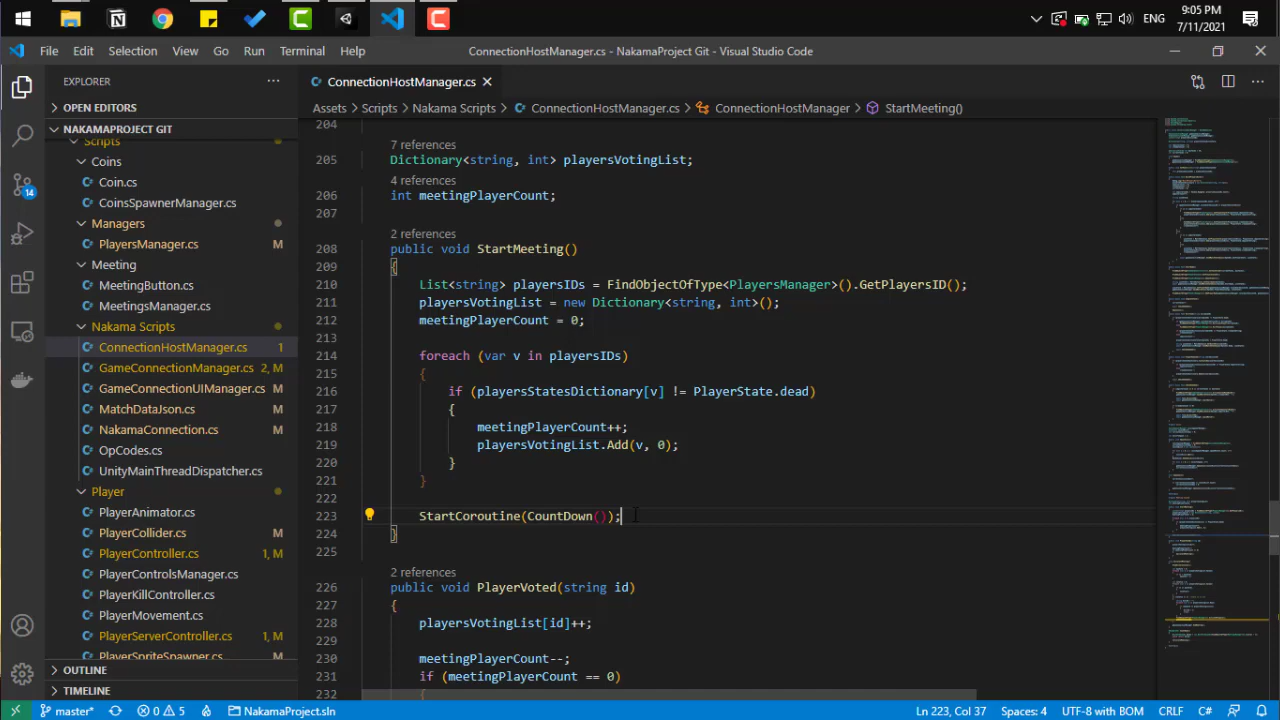 9:05 PM
ENG
7/11/2021
File Edit Selection View Go Run Terminal Help
ConnectionHostManager.cs - NakamaProject Git - Visual Studio Code
EXPLORER
ConnectionHostManager.cs
OPEN EDITORS
Assets > Scripts > Nakama Scripts > ConnectionHostManager.cs > ConnectionHostManager > StartMeeting()
NAKAMAPROJECT GIT
Scripts
Coins
Coin.cs
CoinsSpawnerManager.cs
Managers
PlayersManager.cs M
Meeting
MeetingButton.cs
MeetingsManager.cs
Nakama Scripts
ConnectionHostManager.cs 1
GameConnectionManager.cs 2, M
GameConnectionUIManager.cs M
MatchDataJson.cs M
NakamaConnection.cs M
OpCodes.cs M
UnityMainThreadDispatcher.cs
Player
PlayerAnimator.cs M
PlayerCollider.cs M
PlayerController.cs 1, M
PlayerControlsManager.cs M
PlayerKillController.cs M
PlayerMovement.cs M
PlayerServerController.cs 1, M
PlayerSpriteSpawner.cs M
OUTLINE
TIMELINE
14
204
7 references
205 Dictionary<string, int> playersVotingList;
4 references
206 int meetingPlayerCount;
207
2 references
208 public void StartMeeting()
209 {
210 = FindObjectOfType<PlayersManager>().GetPlayersID();
211 = new Dictionary<string, int>();
212 meetingPlayerCount = 0;
213
214 foreach (var v in playersIDs)
215 {
216 if (playersStatesDictionary[v] != PlayerState.dead)
217 {
218 meetingPlayerCount++;
219 playersVotingList.Add(v, 0);
220 }
221 }
222
223 StartCoroutine(CountDown());
224 }
225
2 references
226 public void PlayerVoted(string id)
227 {
228 playersVotingList[id]++;
229
230 meetingPlayerCount--;
231 if (meetingPlayerCount == 0)
232 {
master* 0 5 NakamaProject.sln
Ln 223, Col 37 Spaces: 4 UTF-8 with BOM CRLF C#